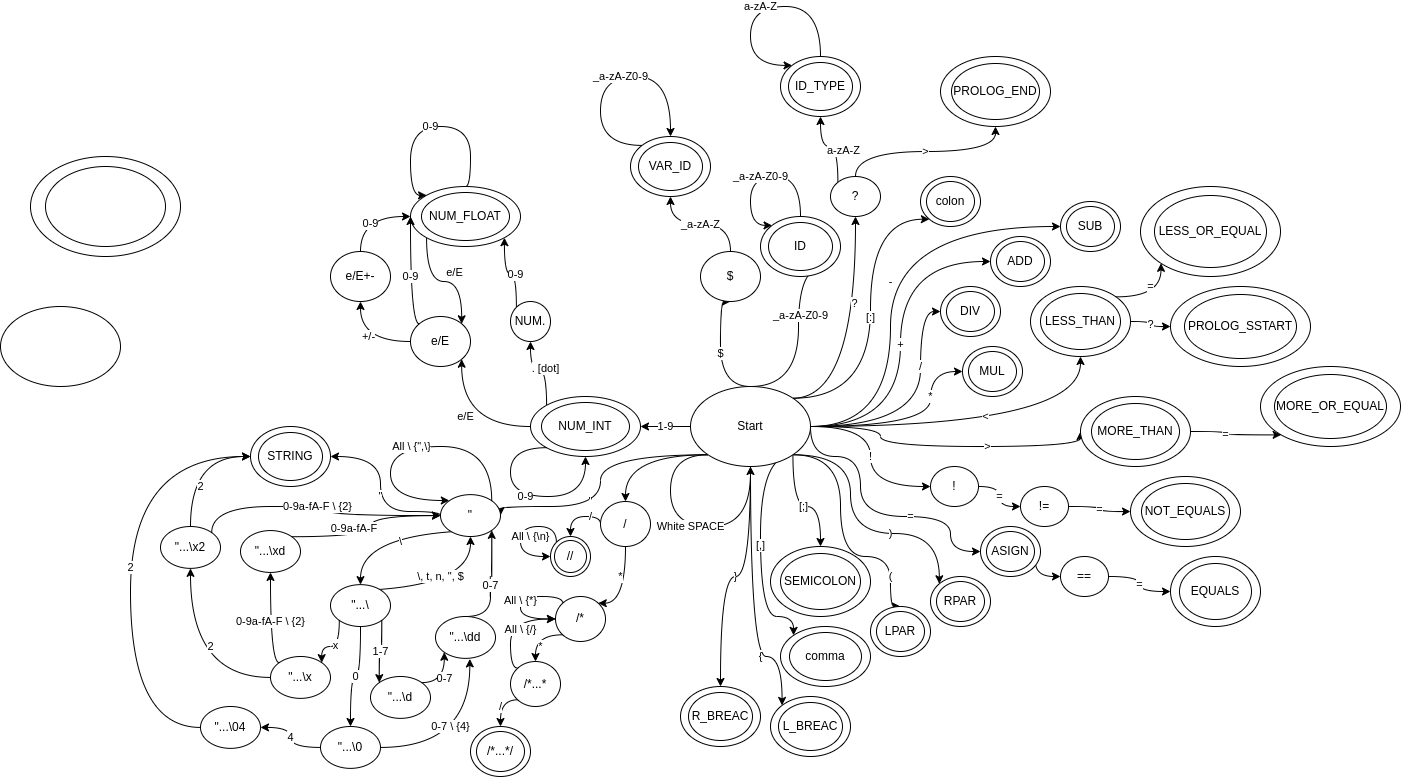 a-zA-Z
ID_TYPE
PROLOG_END
_a-zA-Z0-9
VAR_ID
a-zA-Z
>
0-9
NUM_FLOAT
_a-zA-Z0-9
ID
?
colon
SUB
LESS_OR_EQUAL
0-9
_a-zA-Z
e/E+-
e/E
0-9
0-9
$
ADD
-
=
?
[:]
DIV
LESS_THAN
?
PROLOG_SSTART
_a-zA-Z0-9
NUM.
+/-
e/E
$
+
. [dot]
/
MUL
*
e/E
<
MORE_OR_EQUAL
NUM_INT
1-9
Start
>
MORE_THAN
=
All \ {",\}
STRING
!
2
"
0-9
"
White SPACE
!
=
!=
=
NOT_EQUALS
0-9a-fA-F \ {2}
[;]
"
0-9a-fA-F
/
/
=
"...\x2
"...\xd
\
All \ {\n}
//
[,]
)
ASIGN
2
\, t, n, ", $
*
}
SEMICOLON
(
==
=
EQUALS
0-7
"...\
All \ {*}
/*
RPAR
0-9a-fA-F \ {2}
All \ {/}
LPAR
2
x
1-7
"...\dd
*
{
comma
"...\x
0
0-7
"...\d
/*...*
/
R_BREAC
L_BREAC
"...\04
4
"...\0
0-7 \ {4}
/*...*/